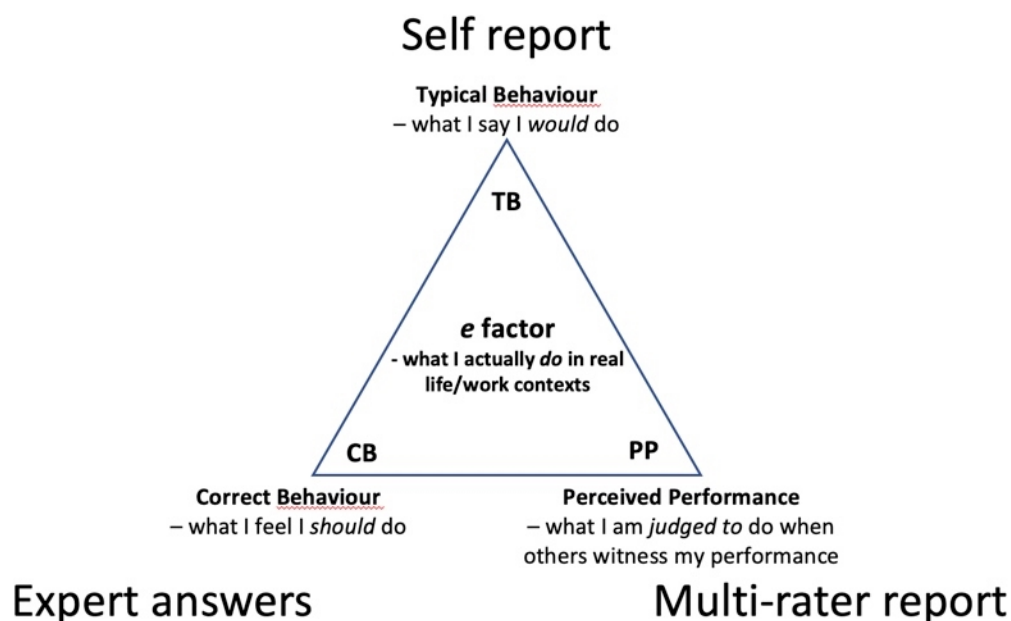 Self report
Typical Behaviour
– what I say I would do
TB
e factor
- what I actually do in real
life/work contexts
CB
PP
Correct Behaviour
– what I feel I should do
Perceived Performance
– what I am judged to do when
others witness my performance
Expert answers
Multi-rater report